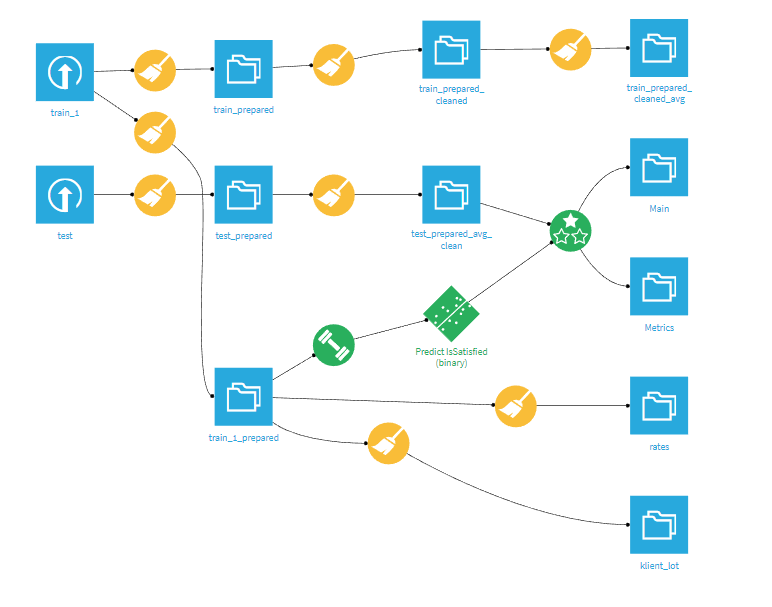 train_1
train_prepared
train_prepared_
cleaned
train_prepared_
cleaned_avg
test
test_prepared
test_prepared_avg_
clean
Main
Metrics
Predict IsSatisfied
(binary)
train_1_prepared
rates
klient_lot